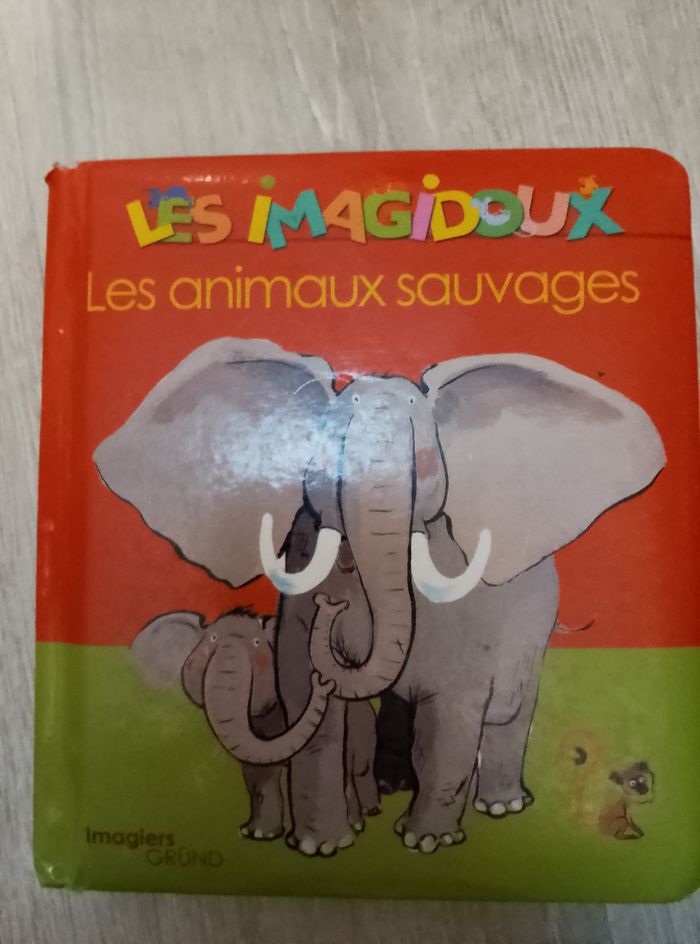 LES IMAGIDOUX
Les animaux sauvages
Imagiers
GRÜND